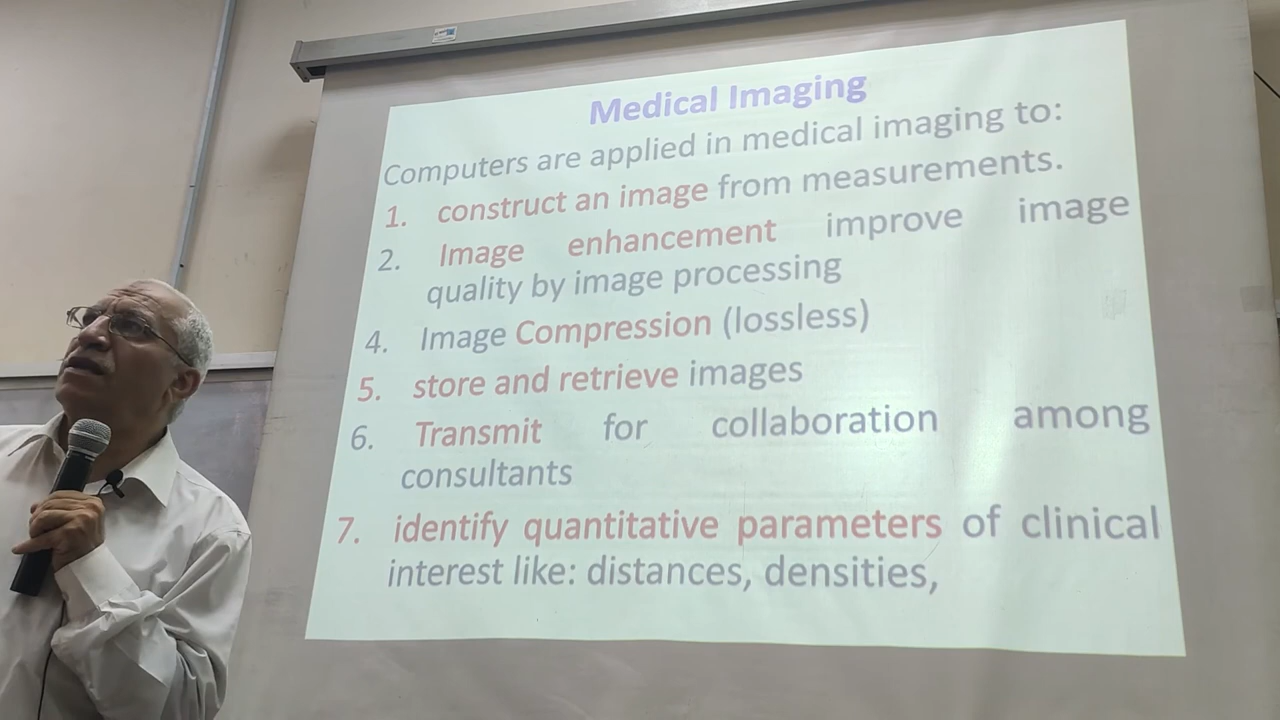 Medical Imaging
Computers are applied in medical imaging to:
1. construct an image from measurements.
2. Image enhancement improve image
quality by image processing
4. Image Compression (lossless)
5. store and retrieve images
6. Transmit for collaboration among
consultants
7. identify quantitative parameters of clinical
interest like: distances, densities,